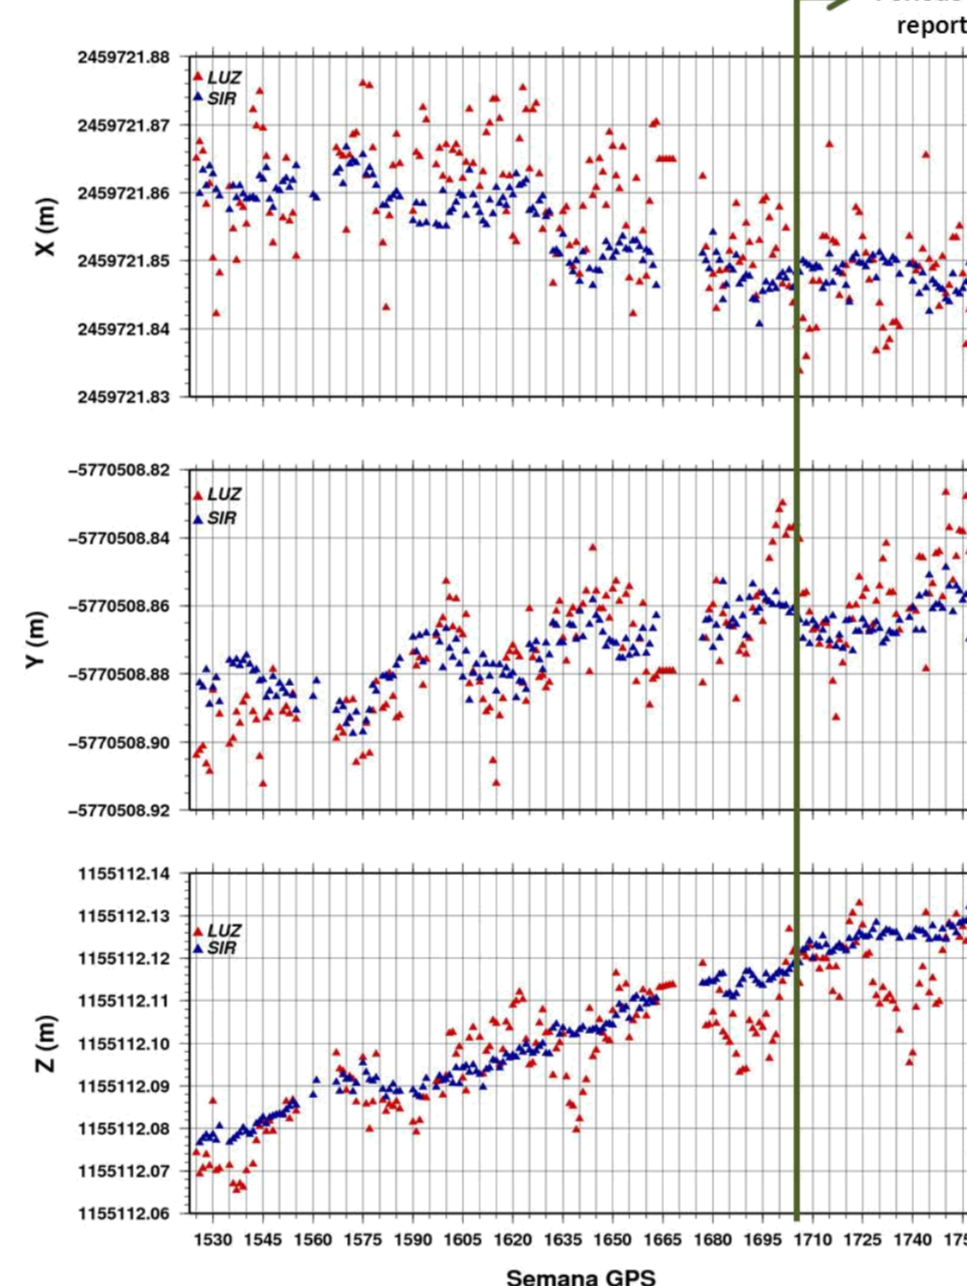 report
2459721.88
LUZ
SIR
2459721.87
2459721.86
X (m)
2459721.85
2459721.84
2459721.83
−5770508.82
LUZ
SIR
−5770508.84
−5770508.86
Y (m)
−5770508.88
−5770508.90
−5770508.92
1155112.14
1155112.13
LUZ
SIR
1155112.12
1155112.11
Z (m)
1155112.10
1155112.09
1155112.08
1155112.07
1155112.06
1530 1545 1560 1575 1590 1605 1620 1635 1650 1665 1680 1695 1710 1725 1740
Semana GPS